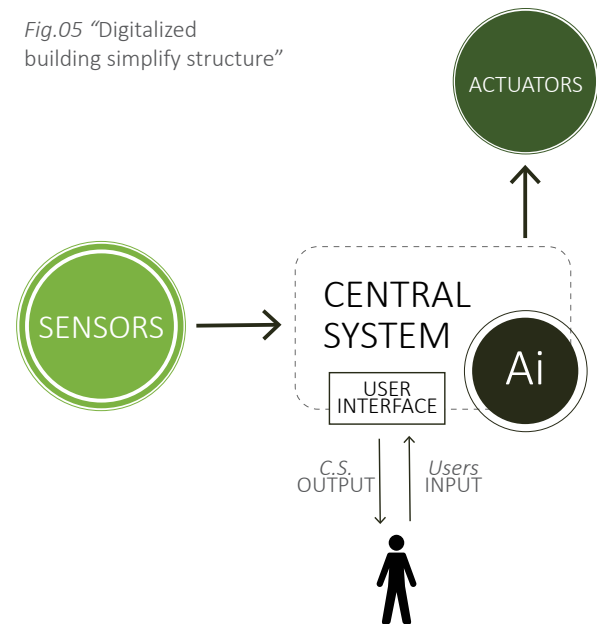 Fig.05 “Digitalized
building simplify structure”
ACTUATORS
SENSORS
CENTRAL
SYSTEM
Ai
USER
INTERFACE
C.S.
OUTPUT
Users
INPUT